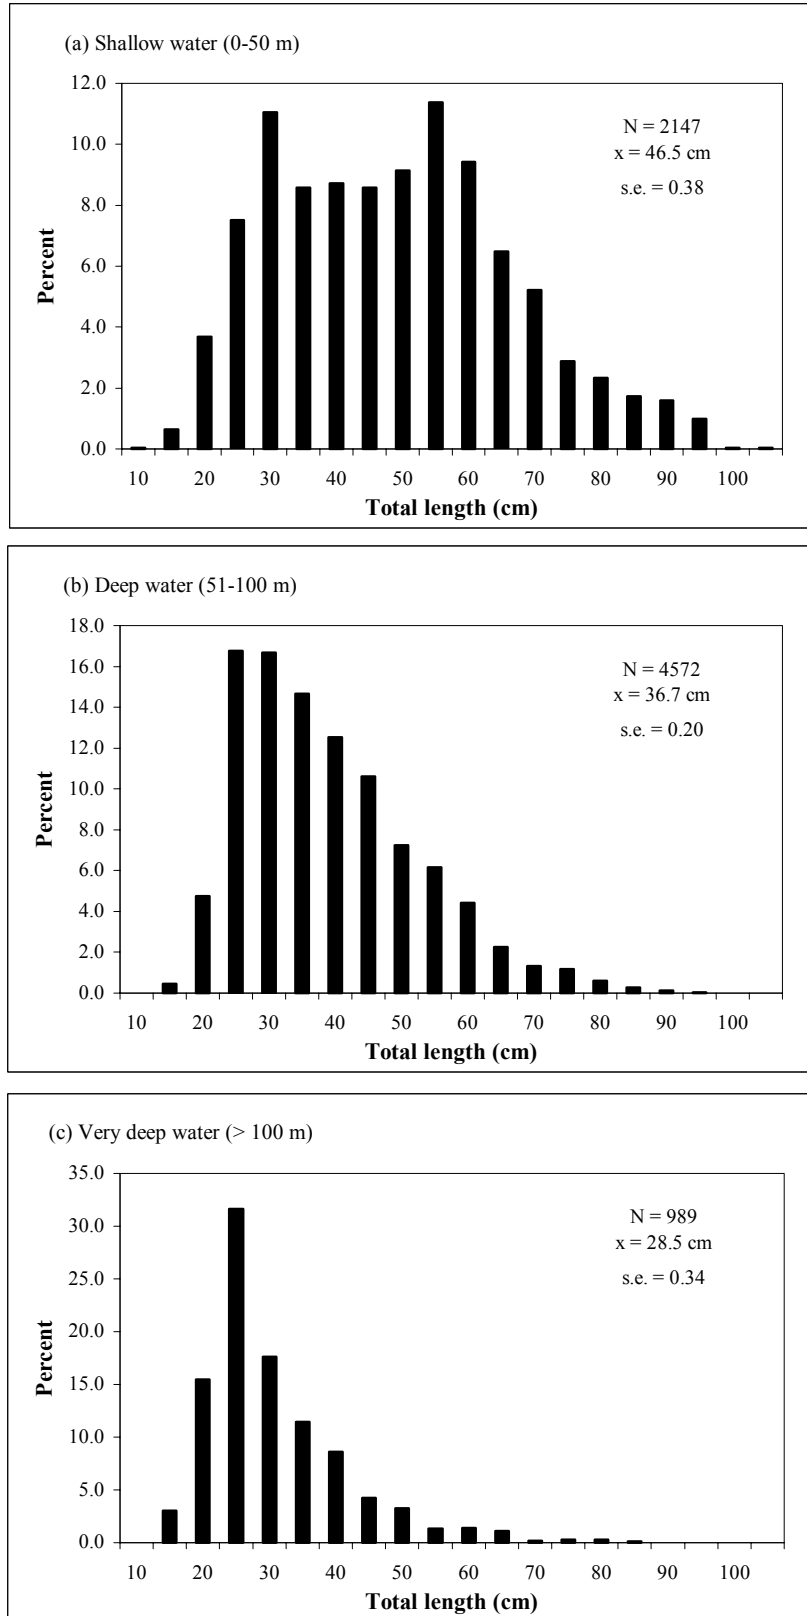 (a) Shallow water (0-50 m)
12.0
10.0
8.0
6.0
4.0
2.0
0.0
Percent
N = 2147
x = 46.5 cm
s.e. = 0.38
10 20 30 40 50 60 70 80 90 100
Total length (cm)
(b) Deep water (51-100 m)
18.0
16.0
14.0
12.0
10.0
8.0
6.0
4.0
2.0
0.0
Percent
N = 4572
x = 36.7 cm
s.e. = 0.20
10 20 30 40 50 60 70 80 90 100
Total length (cm)
(c) Very deep water (> 100 m)
35.0
30.0
25.0
20.0
15.0
10.0
5.0
0.0
Percent
N = 989
x = 28.5 cm
s.e. = 0.34
10 20 30 40 50 60 70 80 90 100
Total length (cm)